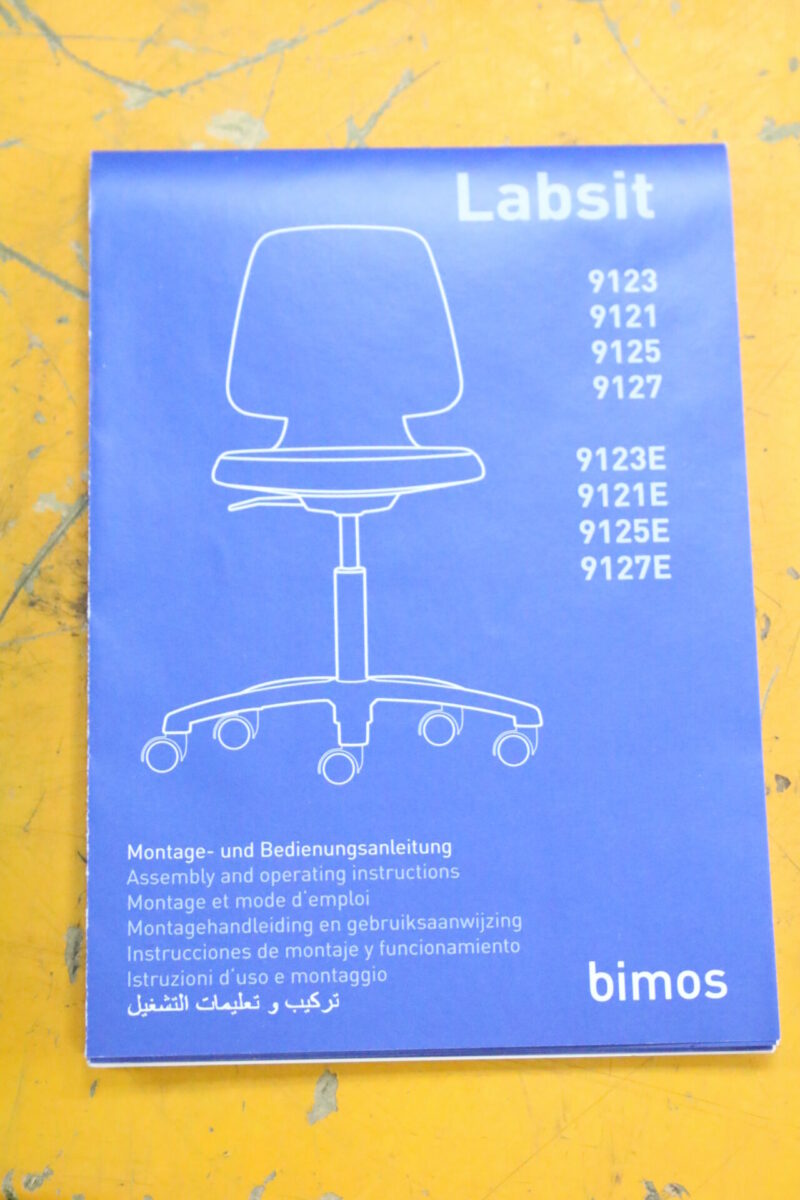 Labsit
9123
9121
9125
9127
9123E
9121E
9125E
9127E
Montage- und Bedienungsanleitung
Assembly and operating instructions
Montage et mode d'emploi
Montagehandleiding en gebruiksaanwijzing
Instrucciones de montaje y funcionamiento
Istruzioni d'uso e montaggio
تركيب و تعليمات التشغيل
bimos